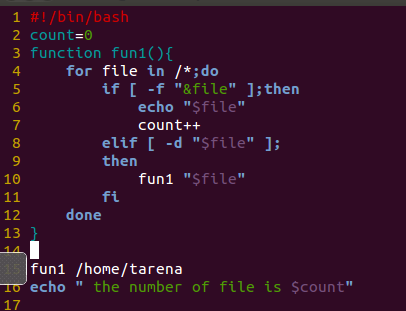 1 #!/bin/bash
2 count=0
3 function fun1(){
4     for file in /*;do
5         if [ -f "&file" ];then
6             echo "$file"
7             count++
8         elif [ -d "$file" ];
9         then
10             fun1 "$file"
11         fi
12     done
13 }
14
15 fun1 /home/tarena
16 echo " the number of file is $count"
17